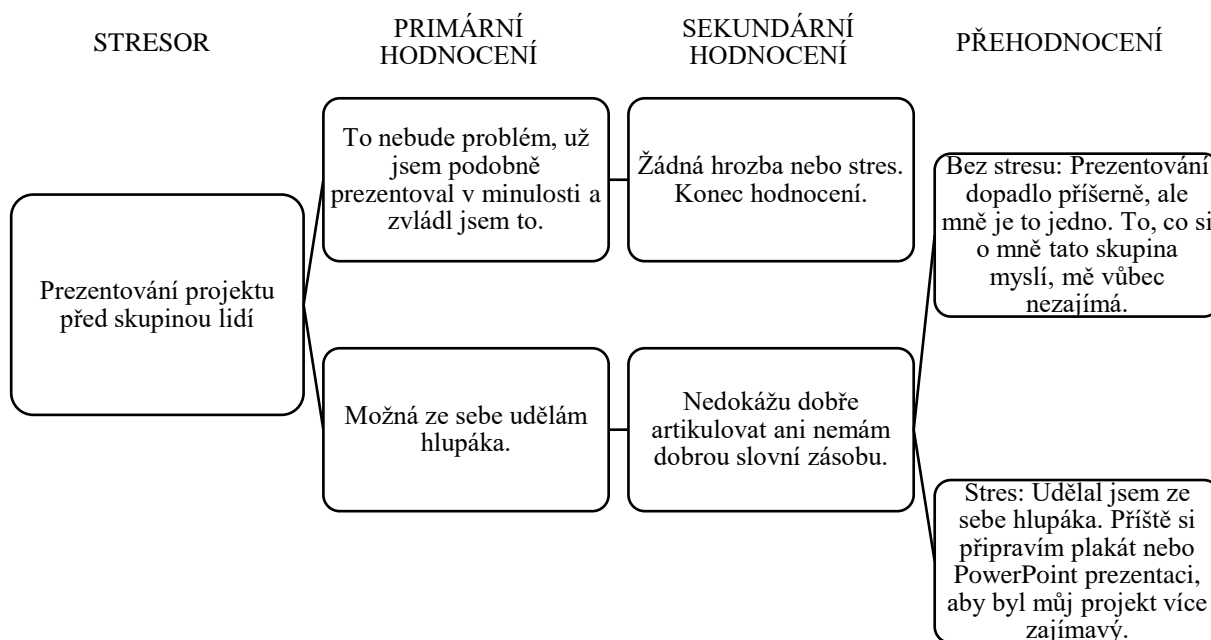 STRESOR
PRIMÁRNÍ
HODNOCENÍ
SEKUNDÁRNÍ
HODNOCENÍ
PŘEHODNOCENÍ
Prezentování projektu
před skupinou lidí
To nebude problém, už
jsem podobně
prezentoval v minulosti a
zvládl jsem to.
Žádná hrozba nebo stres.
Konec hodnocení.
Možná ze sebe udělám
hlupáka.
Nedokážu dobře
artikulovat ani nemám
dobrou slovní zásobu.
Bez stresu: Prezentování
dopadlo příšerně, ale
mně je to jedno. To, co si
o mně tato skupina
myslí, mě vůbec
nezajímá.
Stres: Udělal jsem ze
sebe hlupáka. Příště si
připravím plakát nebo
PowerPoint prezentaci,
aby byl můj projekt více
zajímavý.